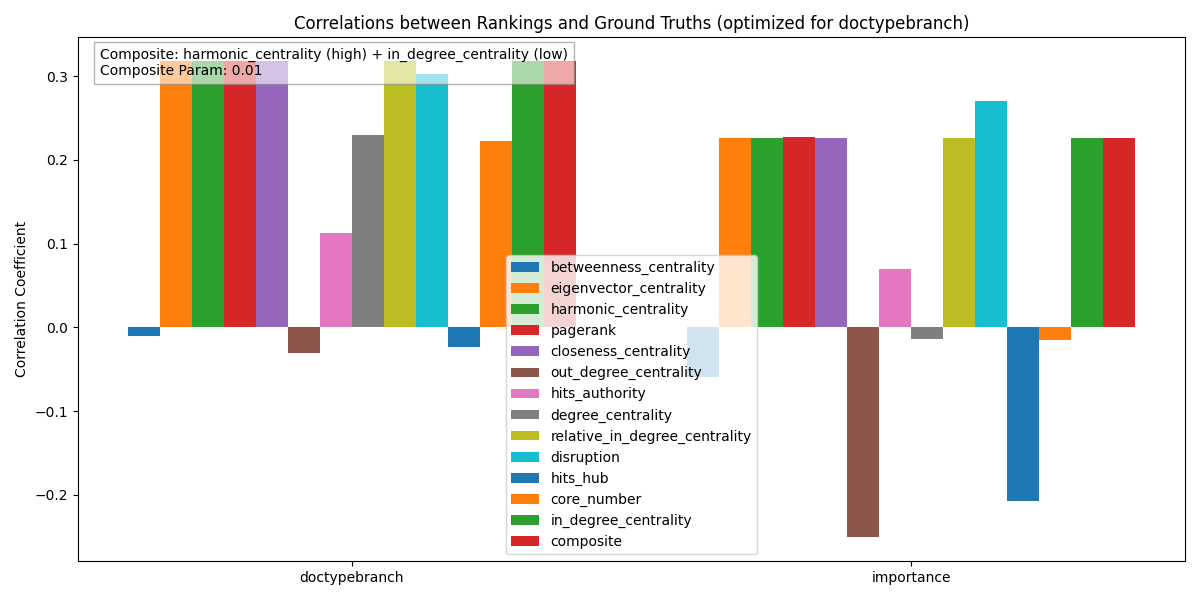 Correlations between Rankings and Ground Truths (optimized for doctypebranch)
Composite: harmonic_centrality (high) + in_degree_centrality (low)
Composite Param: 0.01
Correlation Coefficient
0.3
0.2
0.1
0.0
−0.1
−0.2
betweenness_centrality
eigenvector_centrality
harmonic_centrality
pagerank
closeness_centrality
out_degree_centrality
hits_authority
degree_centrality
relative_in_degree_centrality
disruption
hits_hub
core_number
in_degree_centrality
composite
doctypebranch
importance